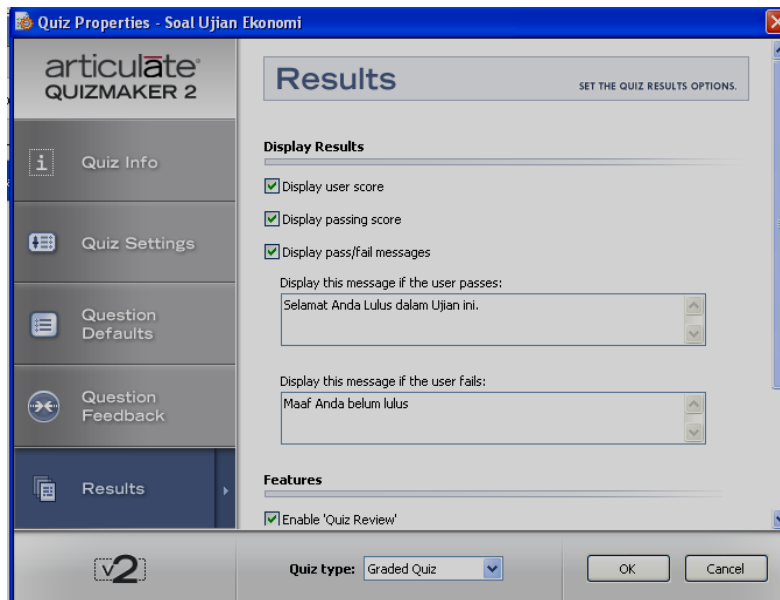 Quiz Properties - Soal Ujian Ekonomi
articulate
QUIZMAKER 2
Results
SET THE QUIZ RESULTS OPTIONS.
Quiz Info
Quiz Settings
Question
Defaults
Question
Feedback
Results
Display Results
Display user score
Display passing score
Display pass/fail messages
Display this message if the user passes:
Selamat Anda Lulus dalam Ujian ini.
Display this message if the user fails:
Maaf Anda belum lulus
Features
Enable 'Quiz Review'
v2
Quiz type: Graded Quiz
OK
Cancel